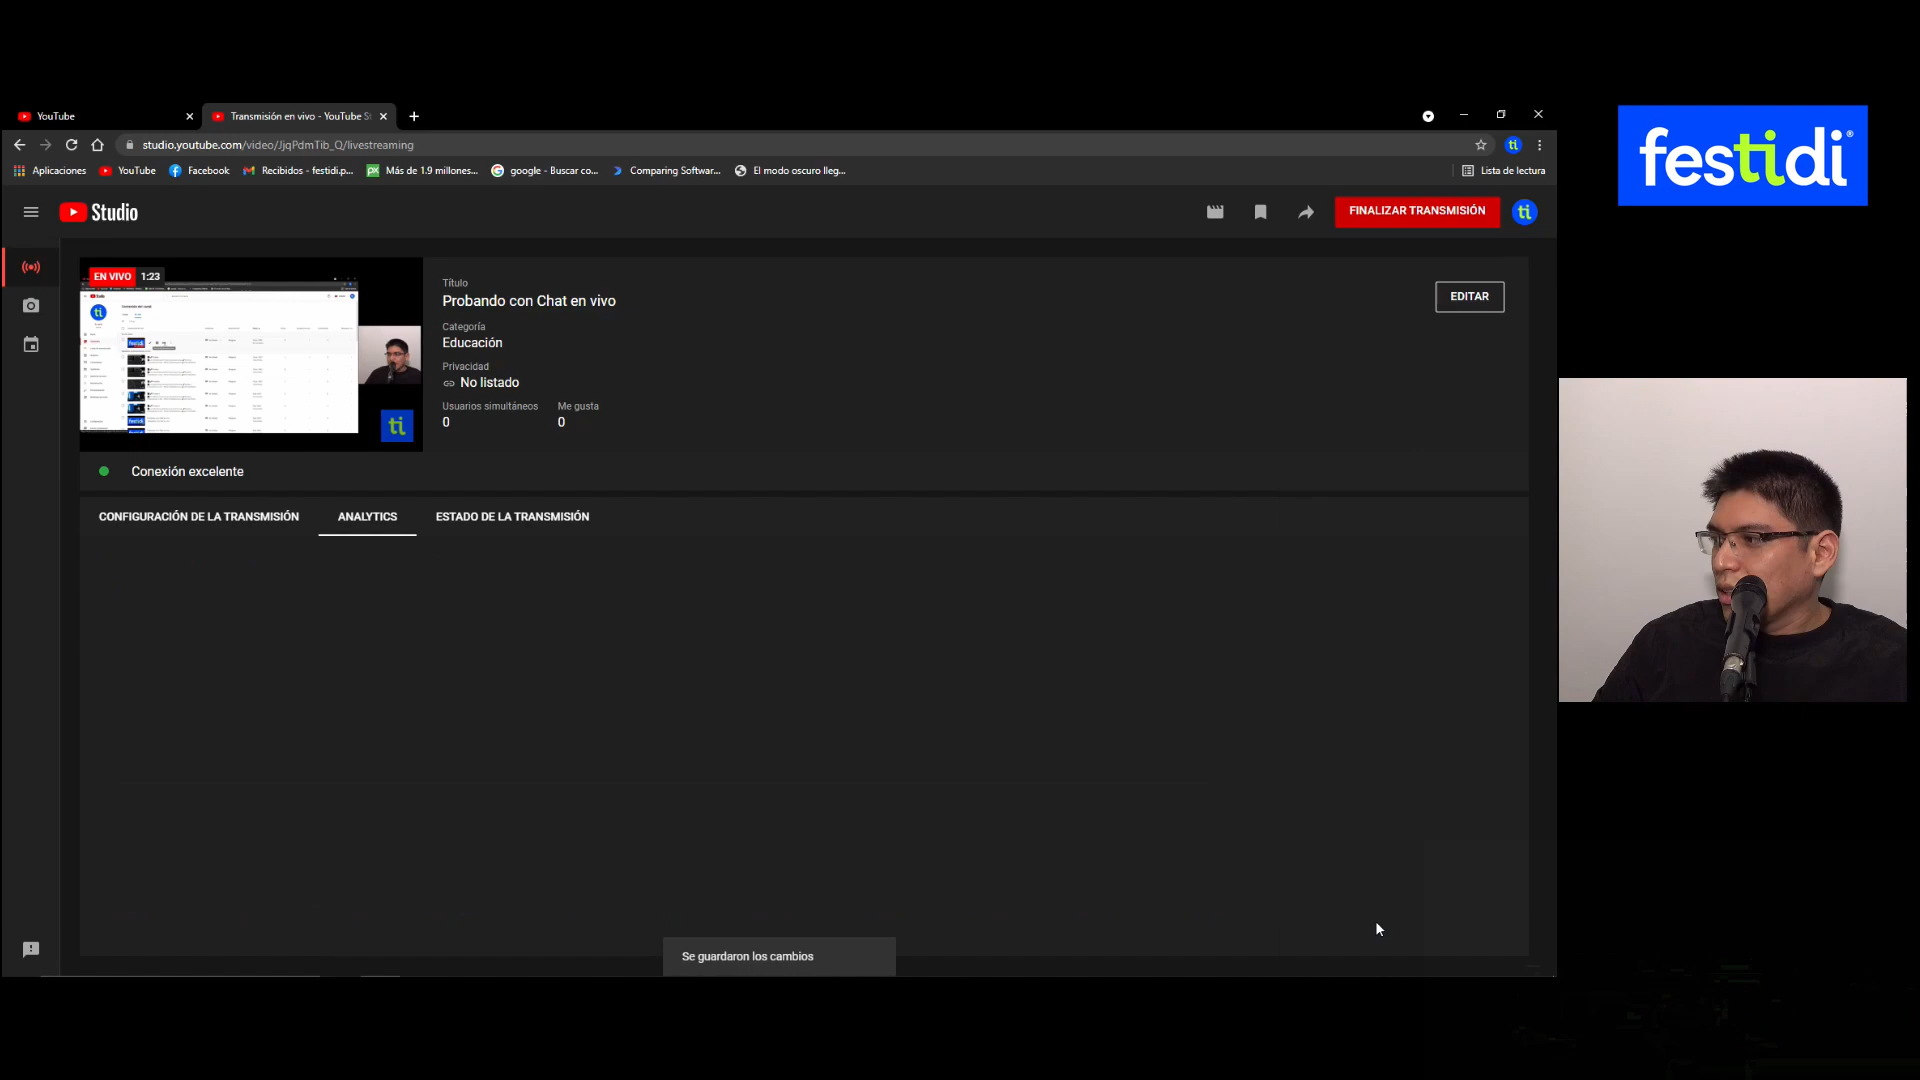 YouTube
Transmisión en vivo - YouTube S
studio.youtube.com/video/JjqPdmTib_Q/livestreaming
Aplicaciones
YouTube
Facebook
Recibidos - festidi.p...
Más de 1.9 millones...
google - Buscar co...
Comparing Softwar...
El modo oscuro lleg...
Lista de lectura
Studio
FINALIZAR TRANSMISIÓN
ti
festidi®
EN VIVO 1:23
ti
Título
Probando con Chat en vivo
EDITAR
Categoría
Educación
Privacidad
No listado
Usuarios simultáneos
Me gusta
0
0
Conexión excelente
CONFIGURACIÓN DE LA TRANSMISIÓN
ANALYTICS
ESTADO DE LA TRANSMISIÓN
Se guardaron los cambios